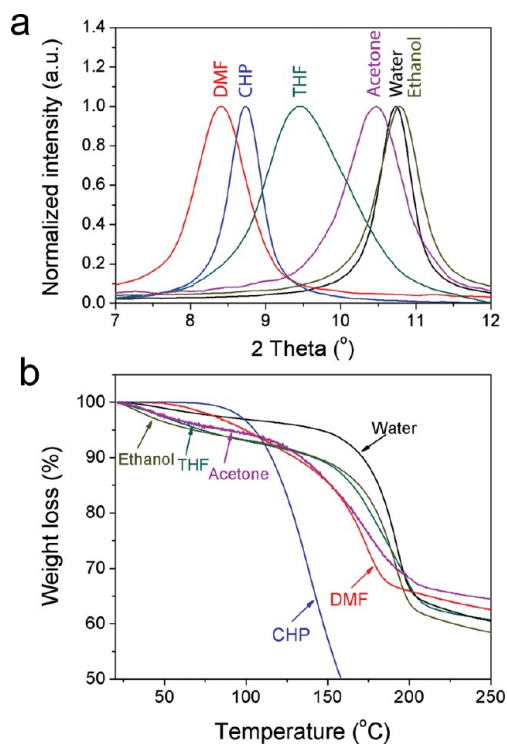 a
DMF
CHP
THF
Acetone
Water
Ethanol
Normalized intensity (a.u.)
1.4
1.2
1.0
0.8
0.6
0.4
0.2
0.0
7 8 9 10 11 12
2 Theta (°)
b
Weight loss (%)
100
90
80
70
60
50
Water
Ethanol
THF
Acetone
DMF
CHP
50 100 150 200 250
Temperature (°C)